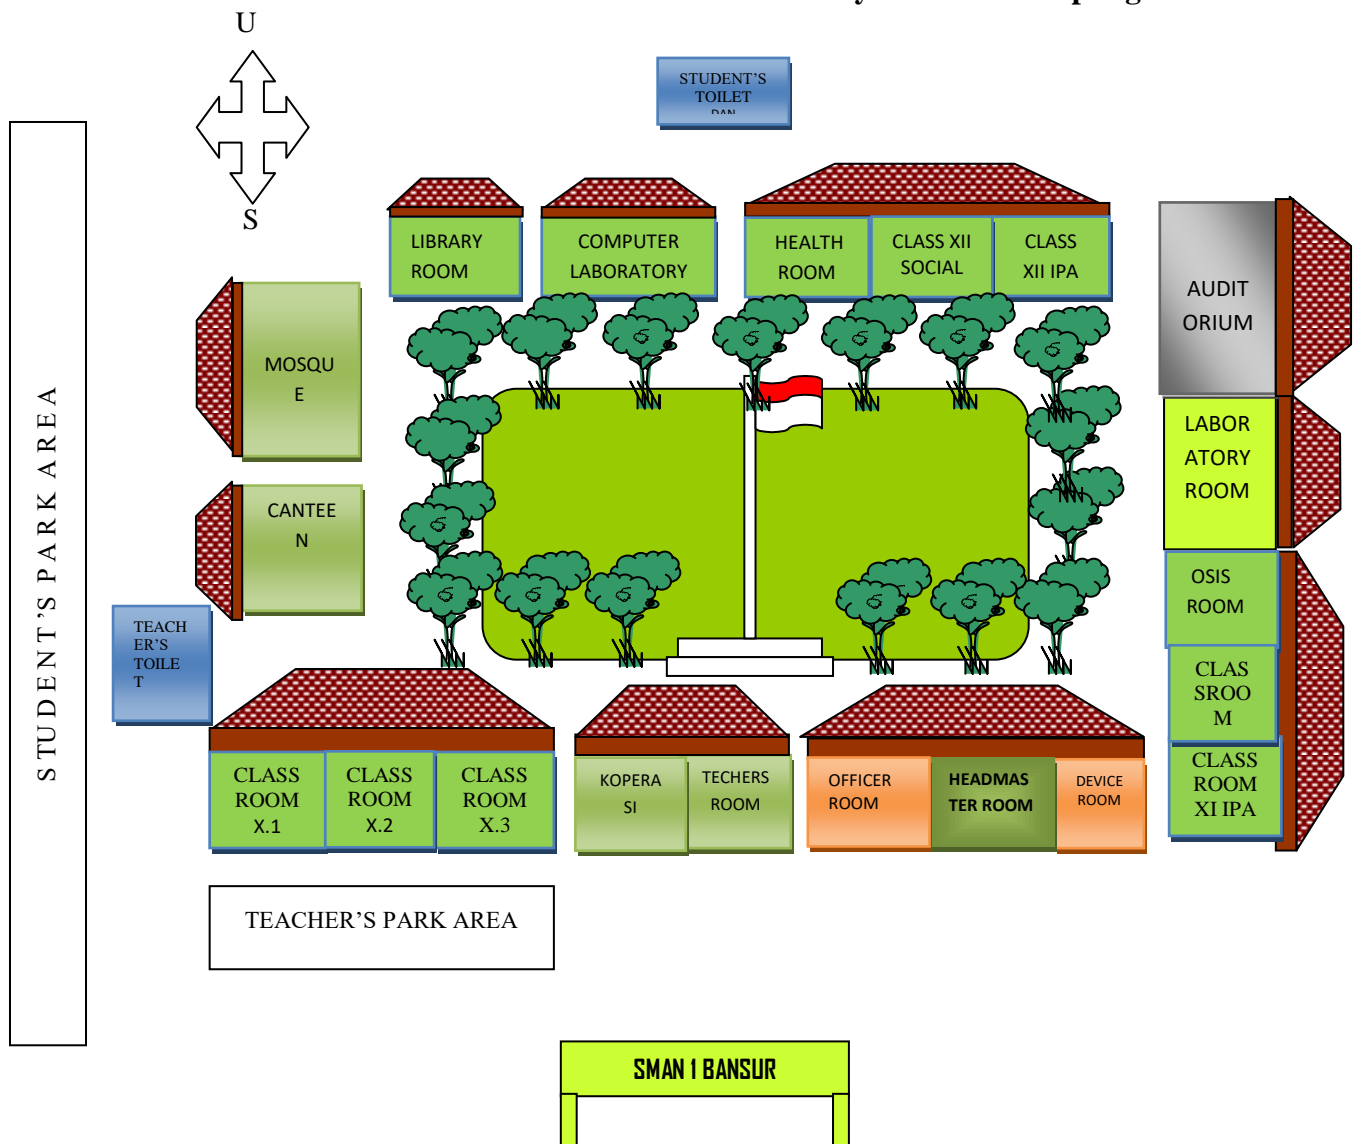 U
S
STUDENT'S
TOILET
STUDENT'S PARK AREA
LIBRARY
ROOM
COMPUTER
LABORATORY
HEALTH
ROOM
CLASS XII
SOCIAL
CLASS
XII IPA
AUDIT
ORIUM
MOSQU
E
LABOR
ATORY
ROOM
CANTEE
N
OSIS
ROOM
TEACH
ER'S
TOILE
T
CLAS
SROO
M
CLASS
ROOM
XI IPA
CLASS
ROOM
X.1
CLASS
ROOM
X.2
CLASS
ROOM
X.3
KOPERA
SI
TECHERS
ROOM
OFFICER
ROOM
HEADMAS
TER ROOM
DEVICE
ROOM
TEACHER'S PARK AREA
SMAN 1 BANSUR